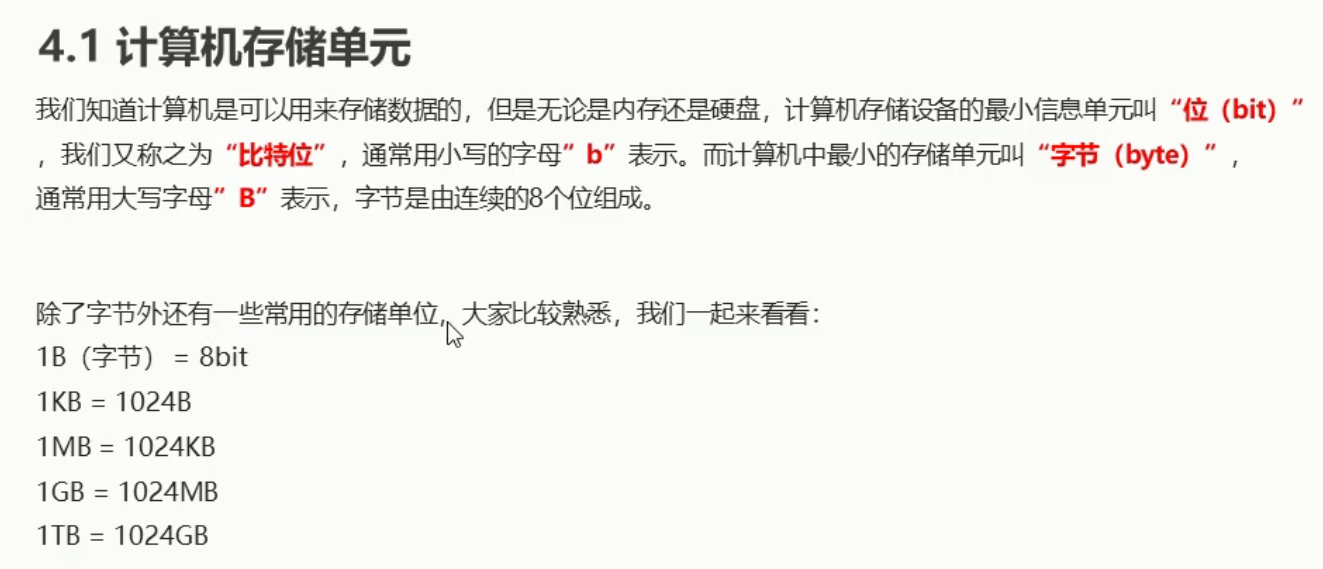 4.1 计算机存储单元
我们知道计算机是可以用来存储数据的，但是无论是内存还是硬盘，计算机存储设备的最小信息单元叫“位（bit）”
，我们又称之为“比特位”，通常用小写的字母”b”表示。而计算机中最小的存储单元叫“字节（byte）”，
通常用大写字母”B”表示，字节是由连续的8个位组成。
除了字节外还有一些常用的存储单位，大家比较熟悉，我们一起来看看：
1B（字节） = 8bit
1KB = 1024B
1MB = 1024KB
1GB = 1024MB
1TB = 1024GB